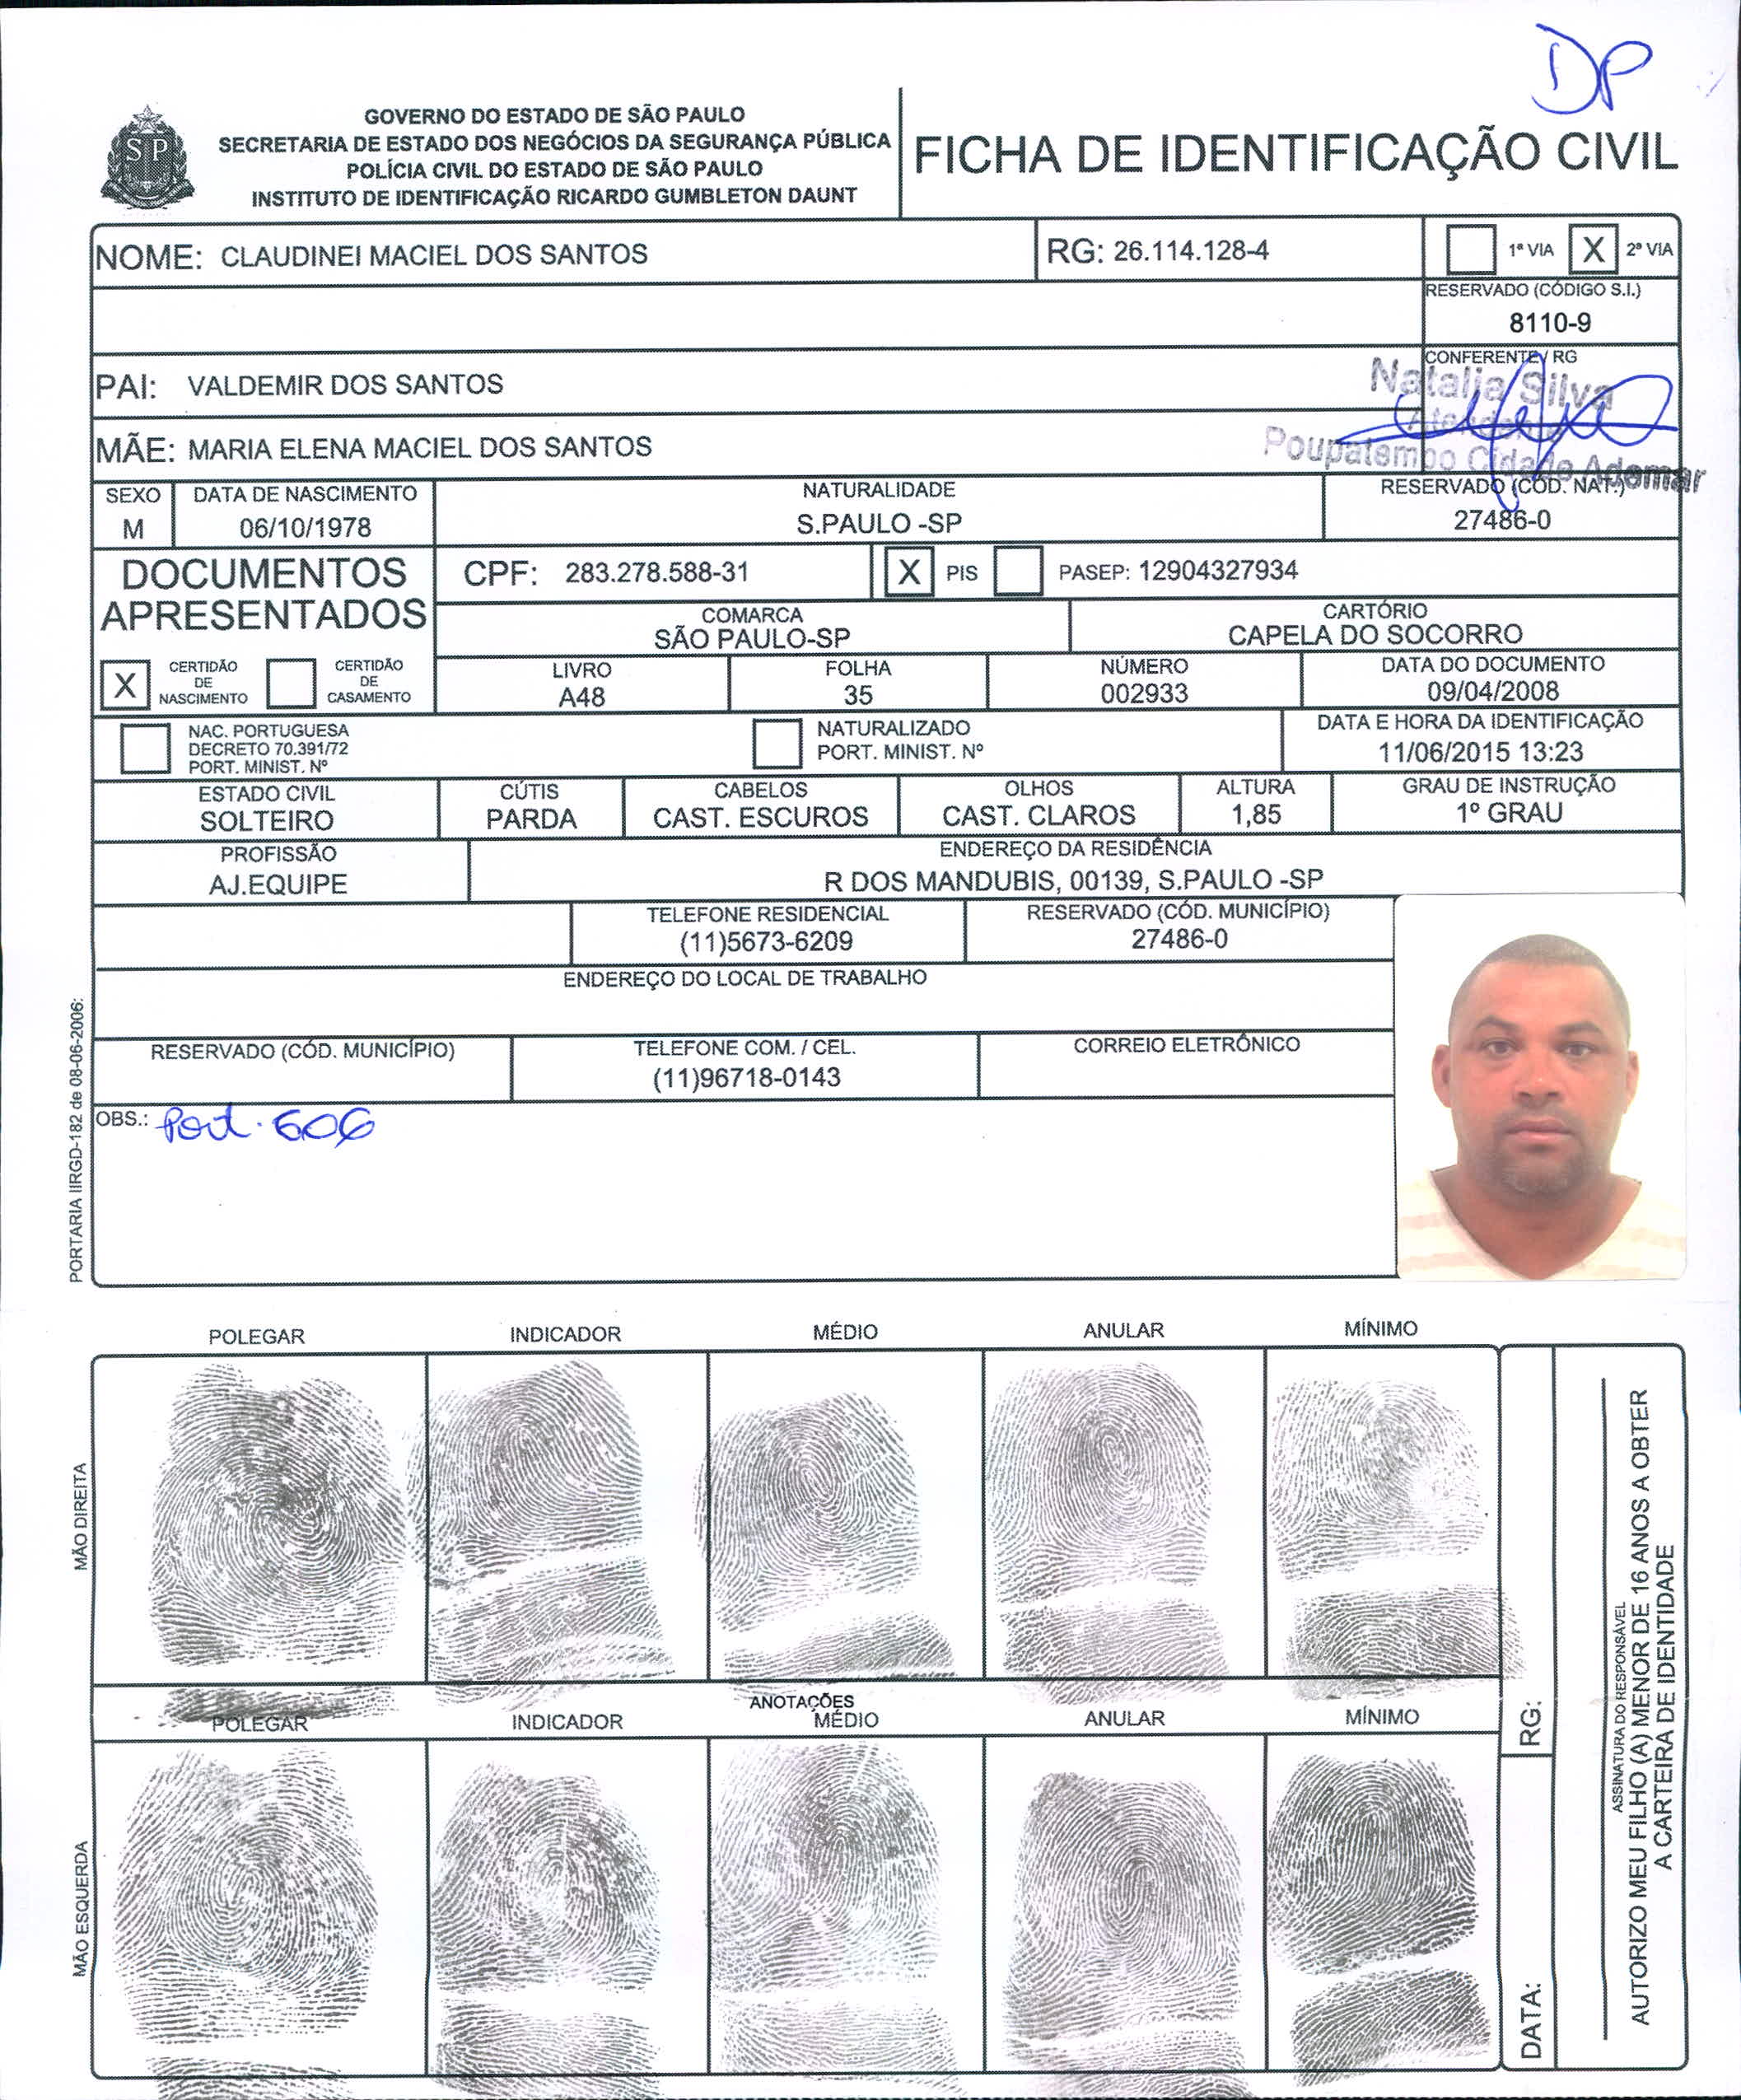 DP
SP
GOVERNO DO ESTADO DE SÃO PAULO
SECRETARIA DE ESTADO DOS NEGÓCIOS DA SEGURANÇA PÚBLICA
POLÍCIA CIVIL DO ESTADO DE SÃO PAULO
INSTITUTO DE IDENTIFICAÇÃO RICARDO GUMBLETON DAUNT
FICHA DE IDENTIFICAÇÃO CIVIL
NOME: CLAUDINEI MACIEL DOS SANTOS RG: 26.114.128-4 1ª VIA X 2ª VIA
RESERVADO (CÓDIGO S.I.)
8110-9
CONFERENTE / RG
PAI: VALDEMIR DOS SANTOS
Natalia Silva
Atendente
MÃE: MARIA ELENA MACIEL DOS SANTOS
Poupatempo Cidade Ademar
SEXO DATA DE NASCIMENTO NATURALIDADE RESERVADO (CÓD. NAT.)
M 06/10/1978 S.PAULO -SP 27486-0
DOCUMENTOS
APRESENTADOS
CPF: 283.278.588-31 X PIS PASEP: 12904327934
COMARCA CARTÓRIO
SÃO PAULO-SP CAPELA DO SOCORRO
X CERTIDÃO DE NASCIMENTO CERTIDÃO DE CASAMENTO
LIVRO FOLHA NÚMERO DATA DO DOCUMENTO
A48 35 002933 09/04/2008
NAC. PORTUGUESA
DECRETO 70.391/72
PORT. MINIST. Nº
NATURALIZADO
PORT. MINIST. Nº
DATA E HORA DA IDENTIFICAÇÃO
11/06/2015 13:23
ESTADO CIVIL CÚTIS CABELOS OLHOS ALTURA GRAU DE INSTRUÇÃO
SOLTEIRO PARDA CAST. ESCUROS CAST. CLAROS 1,85 1º GRAU
PROFISSÃO ENDEREÇO DA RESIDÊNCIA
AJ.EQUIPE R DOS MANDUBIS, 00139, S.PAULO -SP
TELEFONE RESIDENCIAL RESERVADO (CÓD. MUNICÍPIO)
(11)5673-6209 27486-0
ENDEREÇO DO LOCAL DE TRABALHO
RESERVADO (CÓD. MUNICÍPIO) TELEFONE COM. / CEL. CORREIO ELETRÔNICO
(11)96718-0143
OBS.: Port. 606
PORTARIA IIRGD-182 de 08-06-2006:
POLEGAR INDICADOR MÉDIO ANULAR MÍNIMO
MÃO DIREITA
ANOTAÇÕES
POLEGAR INDICADOR MÉDIO ANULAR MÍNIMO
MÃO ESQUERDA
RG:
DATA:
ASSINATURA DO RESPONSÁVEL
AUTORIZO MEU FILHO (A) MENOR DE 16 ANOS A OBTER
A CARTEIRA DE IDENTIDADE